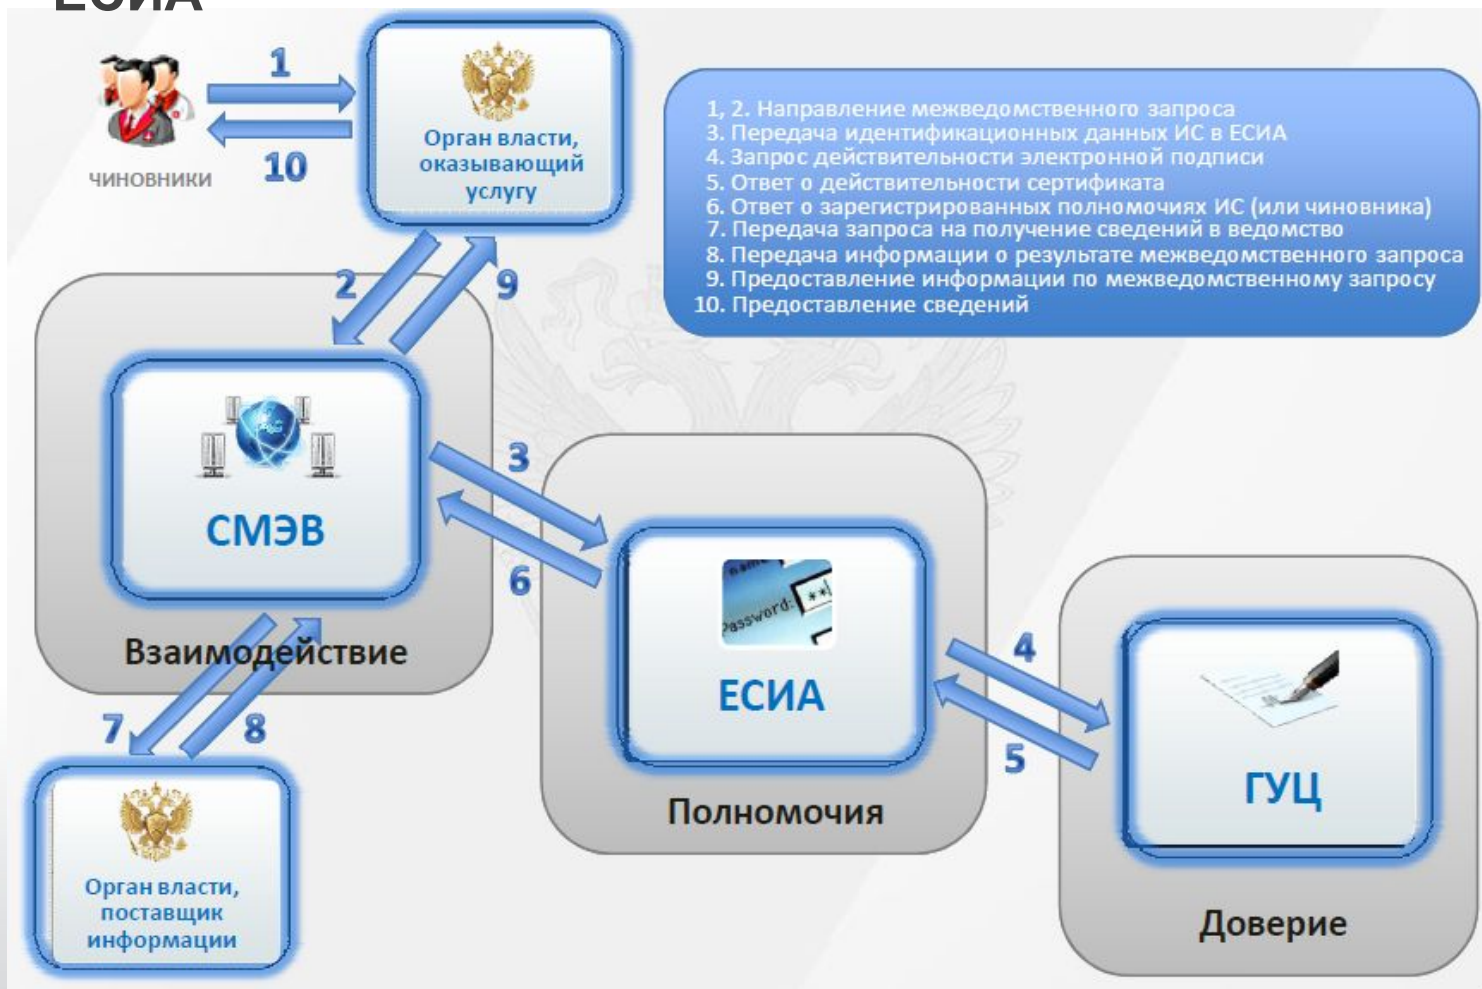 ЕСИА
1
10
чиновники
Орган власти,
оказывающий
услугу
1, 2. Направление межведомственного запроса
3. Передача идентификационных данных ИС в ЕСИА
4. Запрос действительности электронной подписи
5. Ответ о действительности сертификата
6. Ответ о зарегистрированных полномочиях ИС (или чиновника)
7. Передача запроса на получение сведений в ведомство
8. Передача информации о результате межведомственного запроса
9. Предоставление информации по межведомственному запросу
10. Предоставление сведений
2
9
СМЭВ
Взаимодействие
3
6
Password: **
ЕСИА
Полномочия
4
5
ГУЦ
Доверие
7
8
Орган власти,
поставщик
информации